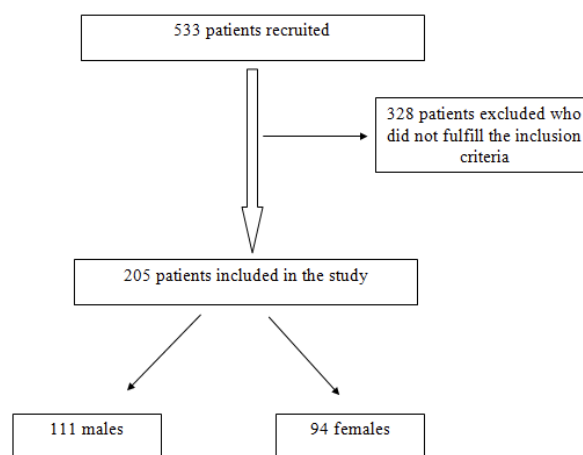 533 patients recruited
328 patients excluded who
did not fulfill the inclusion
criteria
205 patients included in the study
111 males
94 females